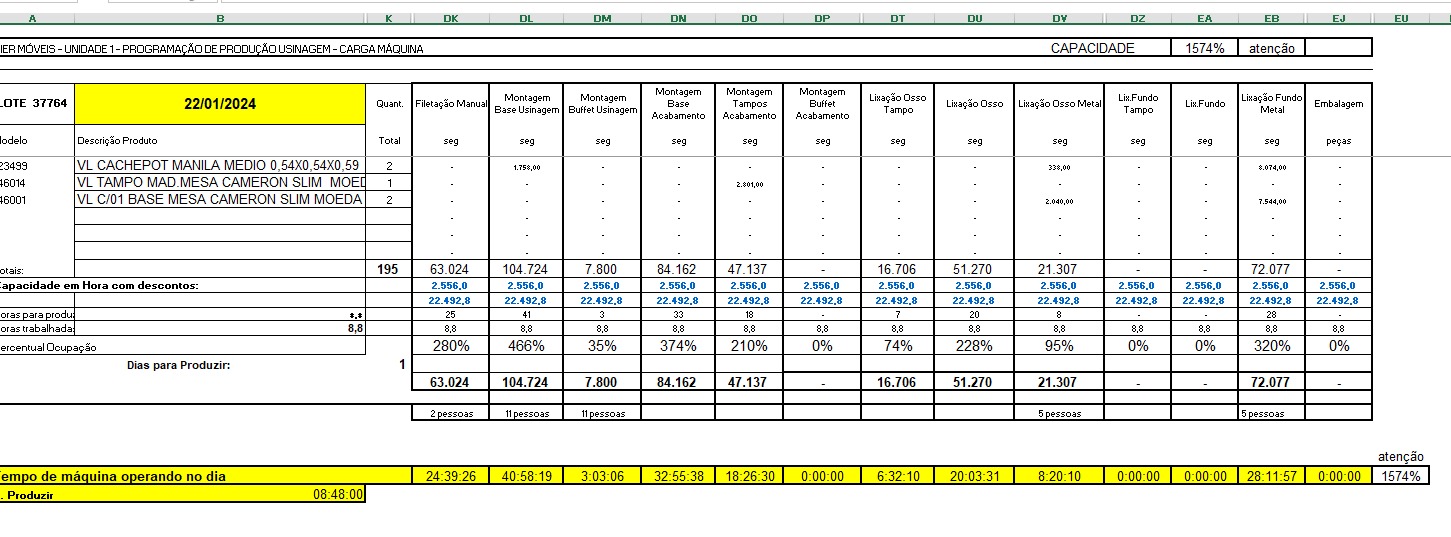 A B K DK DL DM DN DO DP DT DU DV DZ EA EB EJ EU EV
IER MÓVEIS - UNIDADE 1 - PROGRAMAÇÃO DE PRODUÇÃO USINAGEM - CARGA MÁQUINA CAPACIDADE 1574% atenção
LOTE 37764 22/01/2024 Quant. Filetação Manual Montagem Base Usinagem Montagem Buffet Usinagem Montagem Base Acabamento Montagem Tampos Acabamento Montagem Buffet Acabamento Lixação Osso Tampo Lixação Osso Lixação Osso Metal Lix.Fundo Tampo Lix.Fundo Lixação Fundo Metal Embalagem
odelo Descrição Produto Total seg seg seg seg seg seg seg seg seg seg seg seg peças
23499 VL CACHEPOT MANILA MEDIO 0,54X0,54X0,59 2 - 1.758,00 - - - - - - 338,00 - - 8.074,00 -
46014 VL TAMPO MAD.MESA CAMERON SLIM MOED 1 - - - - 2.801,00 - - - - - - - -
46001 VL C/01 BASE MESA CAMERON SLIM MOEDA 2 - - - - - - - - 2.040,00 - - 7.544,00 -
- - - - - - - - - - - - -
- - - - - - - - - - - - -
- - - - - - - - - - - - -
otais: 195 63.024 104.724 7.800 84.162 47.137 - 16.706 51.270 21.307 - - 72.077 -
Capacidade em Hora com descontos: 2.556,0 2.556,0 2.556,0 2.556,0 2.556,0 2.556,0 2.556,0 2.556,0 2.556,0 2.556,0 2.556,0 2.556,0 2.556,0
22.492,8 22.492,8 22.492,8 22.492,8 22.492,8 22.492,8 22.492,8 22.492,8 22.492,8 22.492,8 22.492,8 22.492,8 22.492,8
oras para produz *,* 25 41 3 33 18 - 7 20 8 - - 28 -
oras trabalhadas 8,8 8,8 8,8 8,8 8,8 8,8 8,8 8,8 8,8 8,8 8,8 8,8 8,8 8,8
ercentual Ocupação 280% 466% 35% 374% 210% 0% 74% 228% 95% 0% 0% 320% 0%
Dias para Produzir: 1
63.024 104.724 7.800 84.162 47.137 - 16.706 51.270 21.307 - - 72.077 -
2 pessoas 11 pessoas 11 pessoas 5 pessoas 5 pessoas
atenção
Tempo de máquina operando no dia 24:39:26 40:58:19 3:03:06 32:55:38 18:26:30 0:00:00 6:32:10 20:03:31 8:20:10 0:00:00 0:00:00 28:11:57 0:00:00 1574%
. Produzir 08:48:00